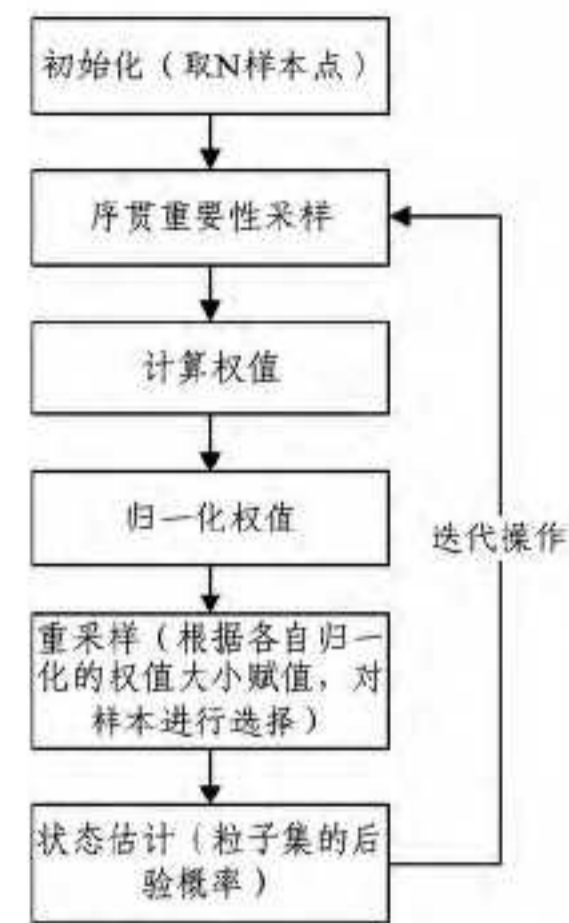 初始化（取N样本点）
序贯重要性采样
计算权值
归一化权值
迭代操作
重采样（根据各自归一
化的权值大小赋值，对
样本进行选择）
状态估计（粒子集的后
验概率）